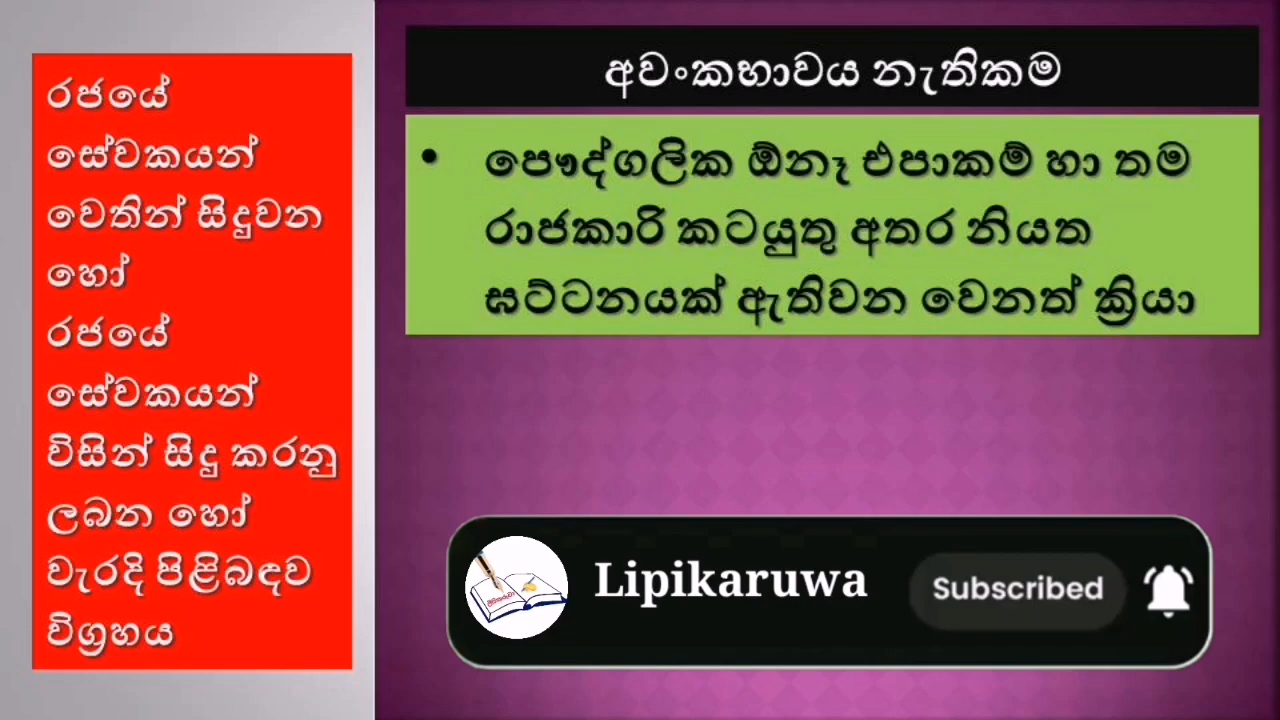 රජයේ
සේවකයන්
වෙතින් සිදුවන
හෝ
රජයේ
සේවකයන්
විසින් සිදු කරනු
ලබන හෝ
වැරදි පිළිබඳව
විග්‍රහය
අවංකභාවය නැතිකම
• පෞද්ගලික ඕනෑ එපාකම් හා තම
රාජකාරි කටයුතු අතර නියත
ඝට්ටනයක් ඇතිවන වෙනත් ක්‍රියා
Lipikaruwa
Subscribed